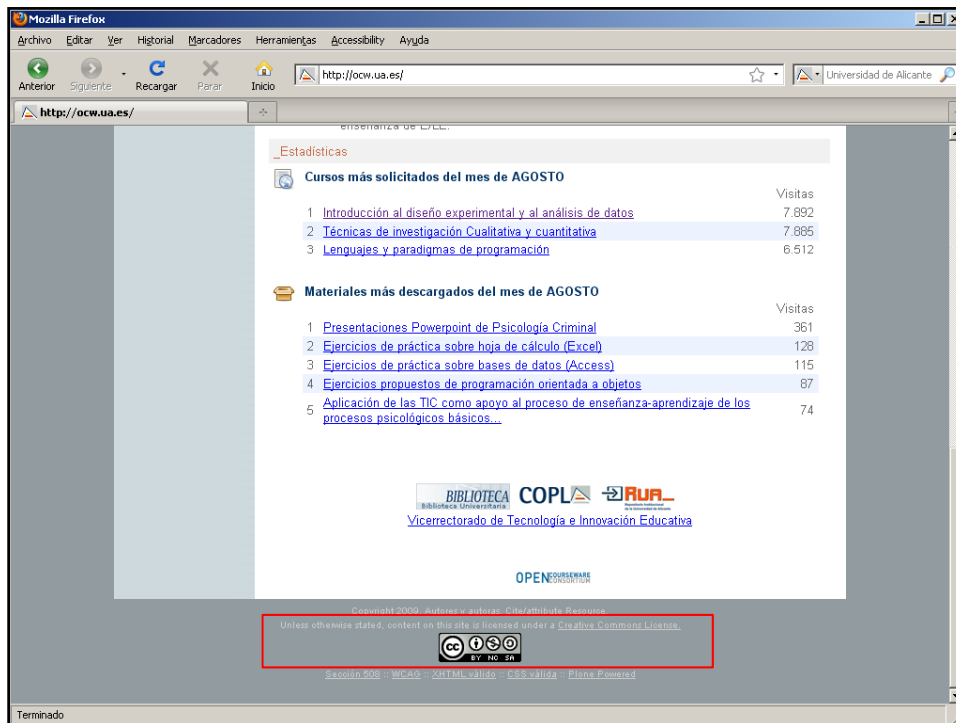 Mozilla Firefox
Archivo Editar Ver Historial Marcadores Herramientas Accessibility Ayuda
http://ocw.ua.es/ Universidad de Alicante
Anterior Siguiente Recargar Parar Inicio
http://ocw.ua.es/
enseñanza de E/LE.
_Estadísticas
Cursos más solicitados del mes de AGOSTO
Visitas
1 Introducción al diseño experimental y al análisis de datos 7.892
2 Técnicas de investigación Cualitativa y cuantitativa 7.885
3 Lenguajes y paradigmas de programación 6.512
Materiales más descargados del mes de AGOSTO
Visitas
1 Presentaciones Powerpoint de Psicología Criminal 361
2 Ejercicios de práctica sobre hoja de cálculo (Excel) 128
3 Ejercicios de práctica sobre bases de datos (Access) 115
4 Ejercicios propuestos de programación orientada a objetos 87
5 Aplicación de las TIC como apoyo al proceso de enseñanza-aprendizaje de los 74
procesos psicológicos básicos...
BIBLIOTECA COPLA RUA_
Biblioteca Universitaria
Vicerrectorado de Tecnología e Innovación Educativa
OPENCOURSEWARE
CONSORTIUM
Copyright 2009, Autores y autoras. Cite/attribute Resource.
Unless otherwise stated, content on this site is licensed under a Creative Commons License.
cc
BY NC SA
Sección 508 :: WCAG :: XHTML válido :: CSS válida :: Plone Powered
Terminado